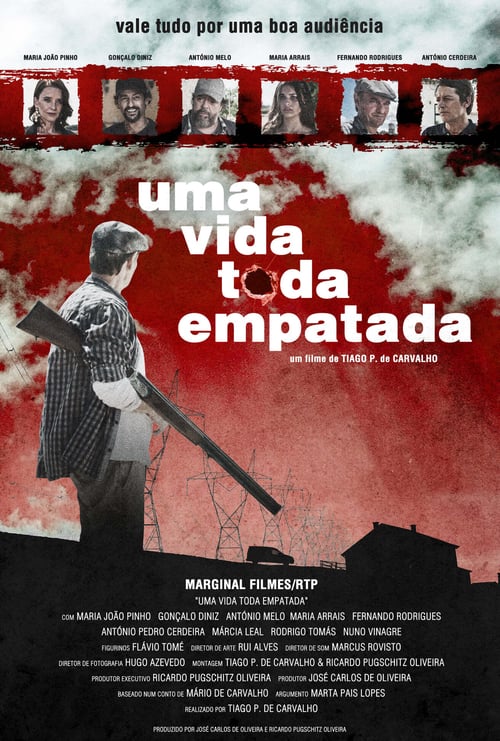 vale tudo por uma boa audiência
MARIA JOÃO PINHO GONÇALO DINIZ ANTÓNIO MELO MARIA ARRAIS FERNANDO RODRIGUES ANTÓNIO CERDEIRA
uma
vida
toda
empatada
um filme de TIAGO P. de CARVALHO
MARGINAL FILMES/RTP
"UMA VIDA TODA EMPATADA"
COM MARIA JOÃO PINHO GONÇALO DINIZ ANTÓNIO MELO MARIA ARRAIS FERNANDO RODRIGUES
ANTÓNIO PEDRO CERDEIRA MÁRCIA LEAL RODRIGO TOMÁS NUNO VINAGRE
FIGURINOS FLÁVIO TOMÉ DIRETOR DE ARTE RUI ALVES DIRETOR DE SOM MARCUS ROVISTO
DIRETOR DE FOTOGRAFIA HUGO AZEVEDO MONTAGEM TIAGO P. DE CARVALHO & RICARDO PUGSCHITZ OLIVEIRA
PRODUTOR EXECUTIVO RICARDO PUGSCHITZ OLIVEIRA PRODUTOR JOSÉ CARLOS DE OLIVEIRA
BASEADO NUM CONTO DE MÁRIO DE CARVALHO ARGUMENTO MARTA PAIS LOPES
REALIZADO POR TIAGO P. DE CARVALHO
PRODUZIDO POR JOSÉ CARLOS DE OLIVEIRA E RICARDO PUGSCHITZ OLIVEIRA